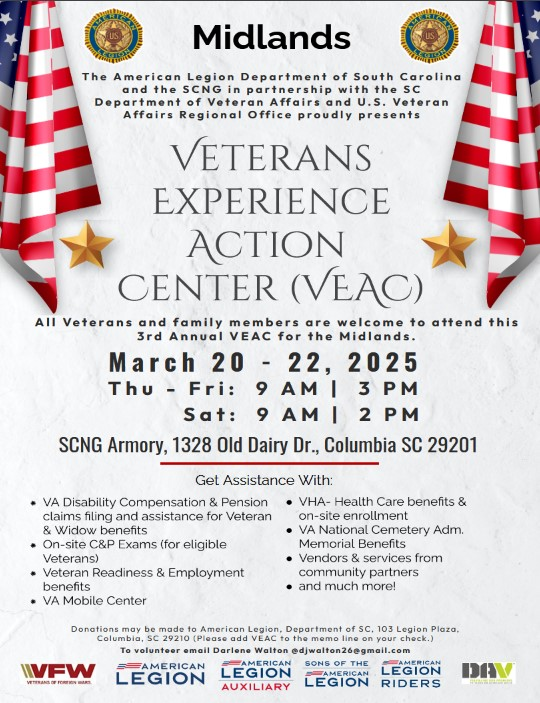 Midlands
The American Legion Department of South Carolina
and the SCNG in partnership with the SC
Department of Veteran Affairs and U.S. Veteran
Affairs Regional Office proudly presents
VETERANS
EXPERIENCE
ACTION
CENTER (VEAC)
All Veterans and family members are welcome to attend this
3rd Annual VEAC for the Midlands.
March 20 - 22, 2025
Thu - Fri: 9 AM | 3 PM
Sat: 9 AM | 2 PM
SCNG Armory, 1328 Old Dairy Dr., Columbia SC 29201
Get Assistance With:
VA Disability Compensation & Pension
claims filing and assistance for Veteran
& Widow benefits
On-site C&P Exams (for eligible
Veterans)
Veteran Readiness & Employment
benefits
VA Mobile Center
VHA- Health Care benefits &
on-site enrollment
VA National Cemetery Adm.
Memorial Benefits
Vendors & services from
community partners
and much more!
Donations may be made to American Legion, Department of SC, 103 Legion Plaza,
Columbia, SC 29210 (Please add VEAC to the memo line on your check.)
To volunteer email Darlene Walton @djwalton26@gmail.com
VFW
VETERANS OF FOREIGN WARS.
AMERICAN
LEGION
AMERICAN
LEGION
AUXILIARY
SONS OF THE
AMERICAN
LEGION
AMERICAN
LEGION
RIDERS
DAV